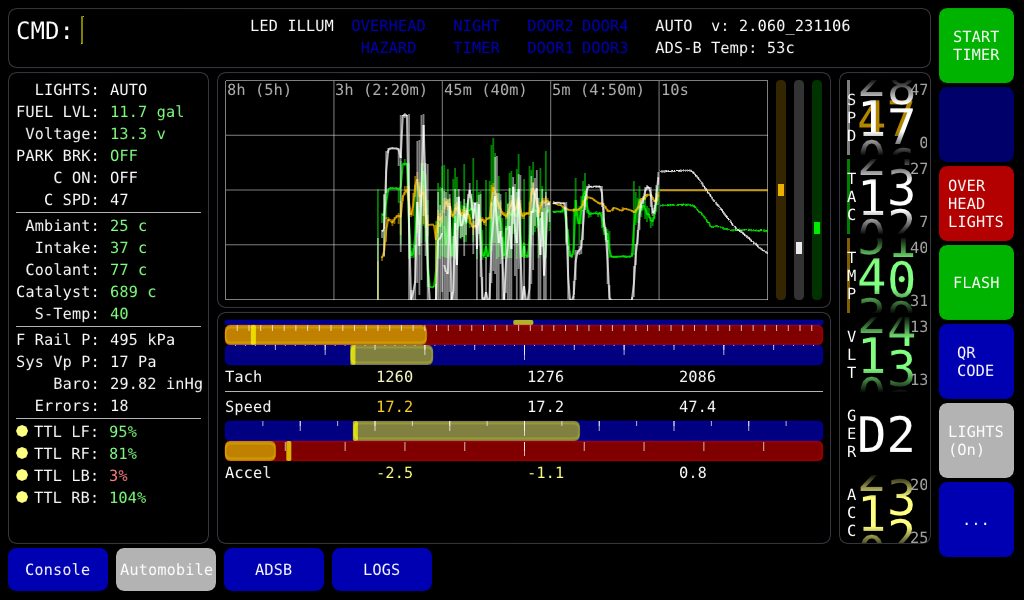 CMD:
LED ILLUM OVERHEAD NIGHT DOOR2 DOOR4 AUTO v: 2.060_231106
HAZARD TIMER DOOR1 DOOR3 ADS-B Temp: 53c
LIGHTS: AUTO
FUEL LVL: 11.7 gal
Voltage: 13.3 v
PARK BRK: OFF
C ON: OFF
C SPD: 47
Ambiant: 25 c
Intake: 37 c
Coolant: 77 c
Catalyst: 689 c
S-Temp: 40
F Rail P: 495 kPa
Sys Vp P: 17 Pa
Baro: 29.82 inHg
Errors: 18
TTL LF: 95%
TTL RF: 81%
TTL LB: 3%
TTL RB: 104%
8h (5h) 3h (2:20m) 45m (40m) 5m (4:50m) 10s
Tach 1260 1276 2086
Speed 17.2 17.2 47.4
Accel -2.5 -1.1 0.8
SPD 17 47 0
TAC 13 27 7
TMP 40 40 31
VLT 13 13
GER D2
ACC 20 25
START TIMER
OVER HEAD LIGHTS
FLASH
QR CODE
LIGHTS (On)
...
Console Automobile ADSB LOGS